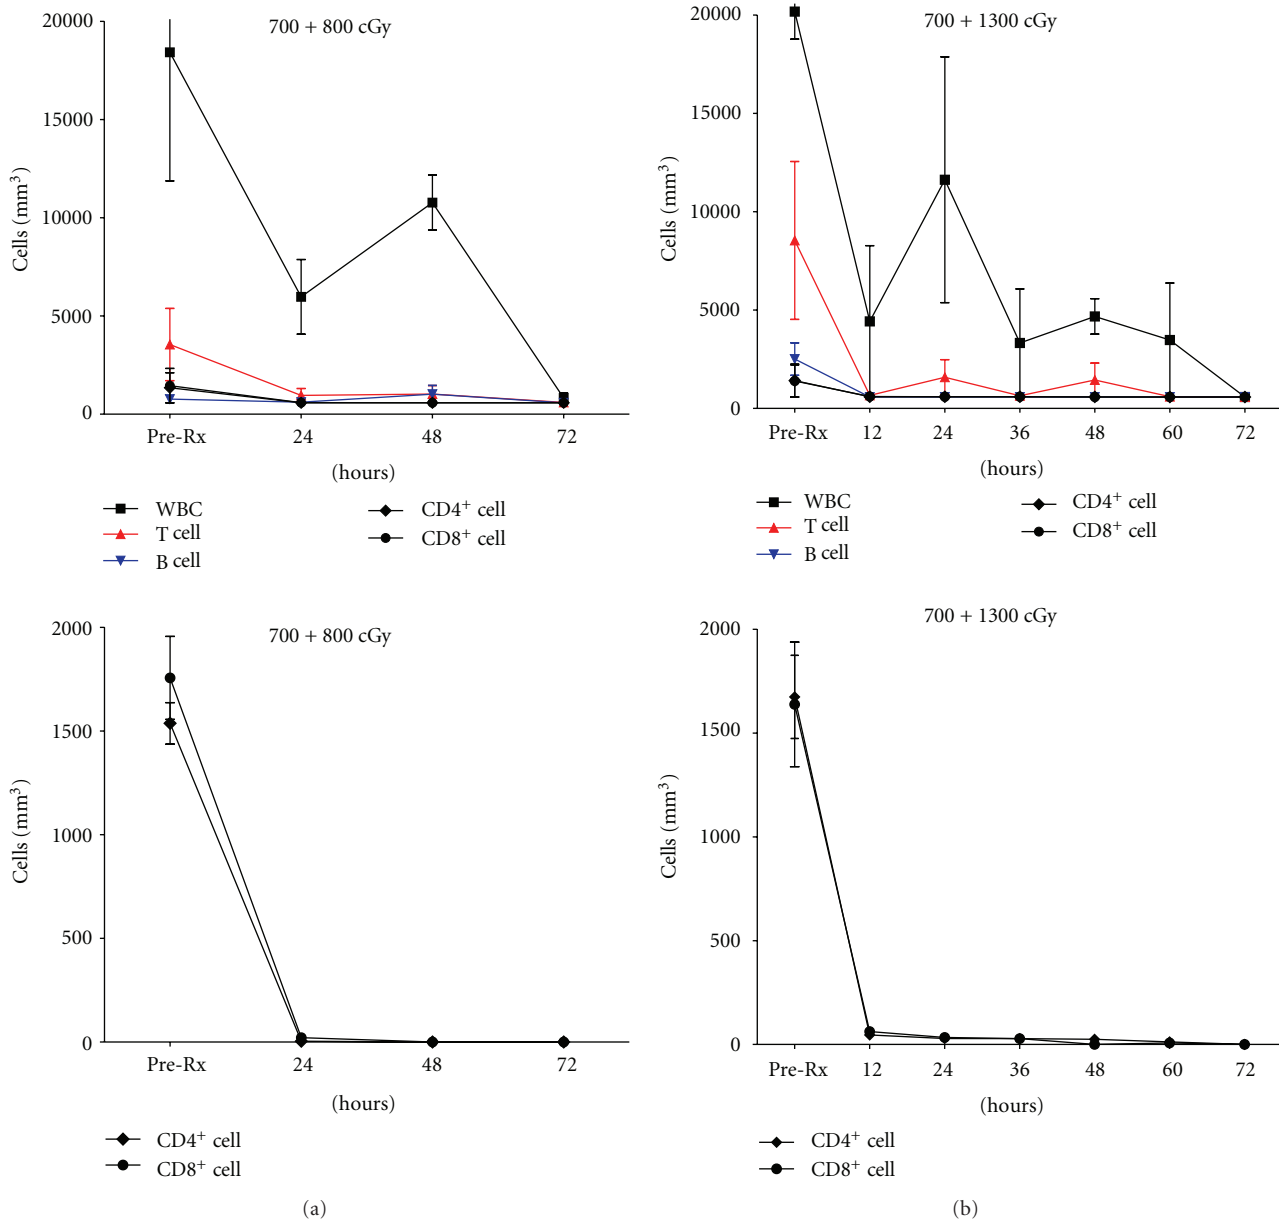 700 + 800 cGy
20000
15000
10000
5000
0
Cells (mm³)
Pre-Rx 24 48 72
(hours)
WBC
T cell
B cell
CD4⁺ cell
CD8⁺ cell
700 + 1300 cGy
20000
15000
10000
5000
0
Cells (mm³)
Pre-Rx 12 24 36 48 60 72
(hours)
WBC
T cell
B cell
CD4⁺ cell
CD8⁺ cell
700 + 800 cGy
2000
1500
1000
500
0
Cells (mm³)
Pre-Rx 24 48 72
(hours)
CD4⁺ cell
CD8⁺ cell
(a)
700 + 1300 cGy
2000
1500
1000
500
0
Cells (mm³)
Pre-Rx 12 24 36 48 60 72
(hours)
CD4⁺ cell
CD8⁺ cell
(b)